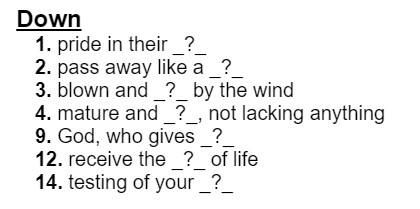 Down
1. pride in their _?_
2. pass away like a _?_
3. blown and _?_ by the wind
4. mature and _?_, not lacking anything
9. God, who gives _?_
12. receive the _?_ of life
14. testing of your _?_